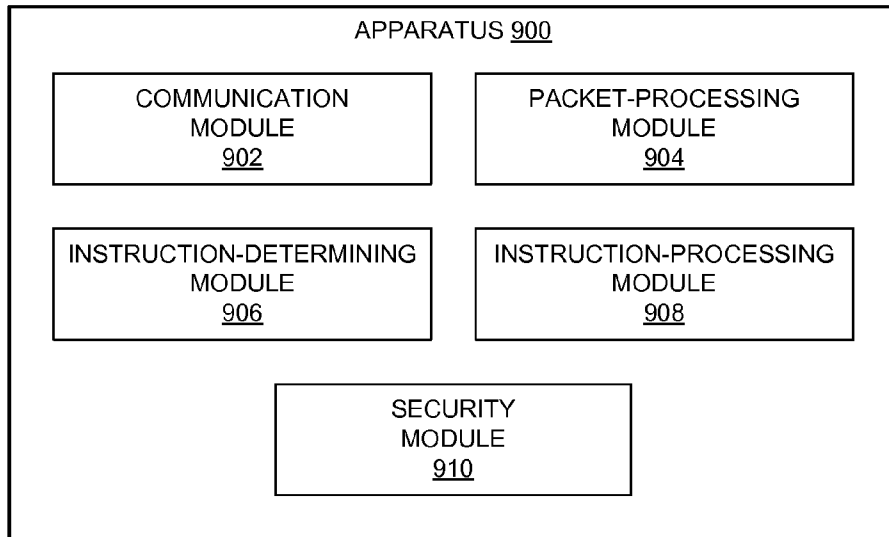 APPARATUS 900
COMMUNICATION
MODULE
902
PACKET-PROCESSING
MODULE
904
INSTRUCTION-DETERMINING
MODULE
906
INSTRUCTION-PROCESSING
MODULE
908
SECURITY
MODULE
910